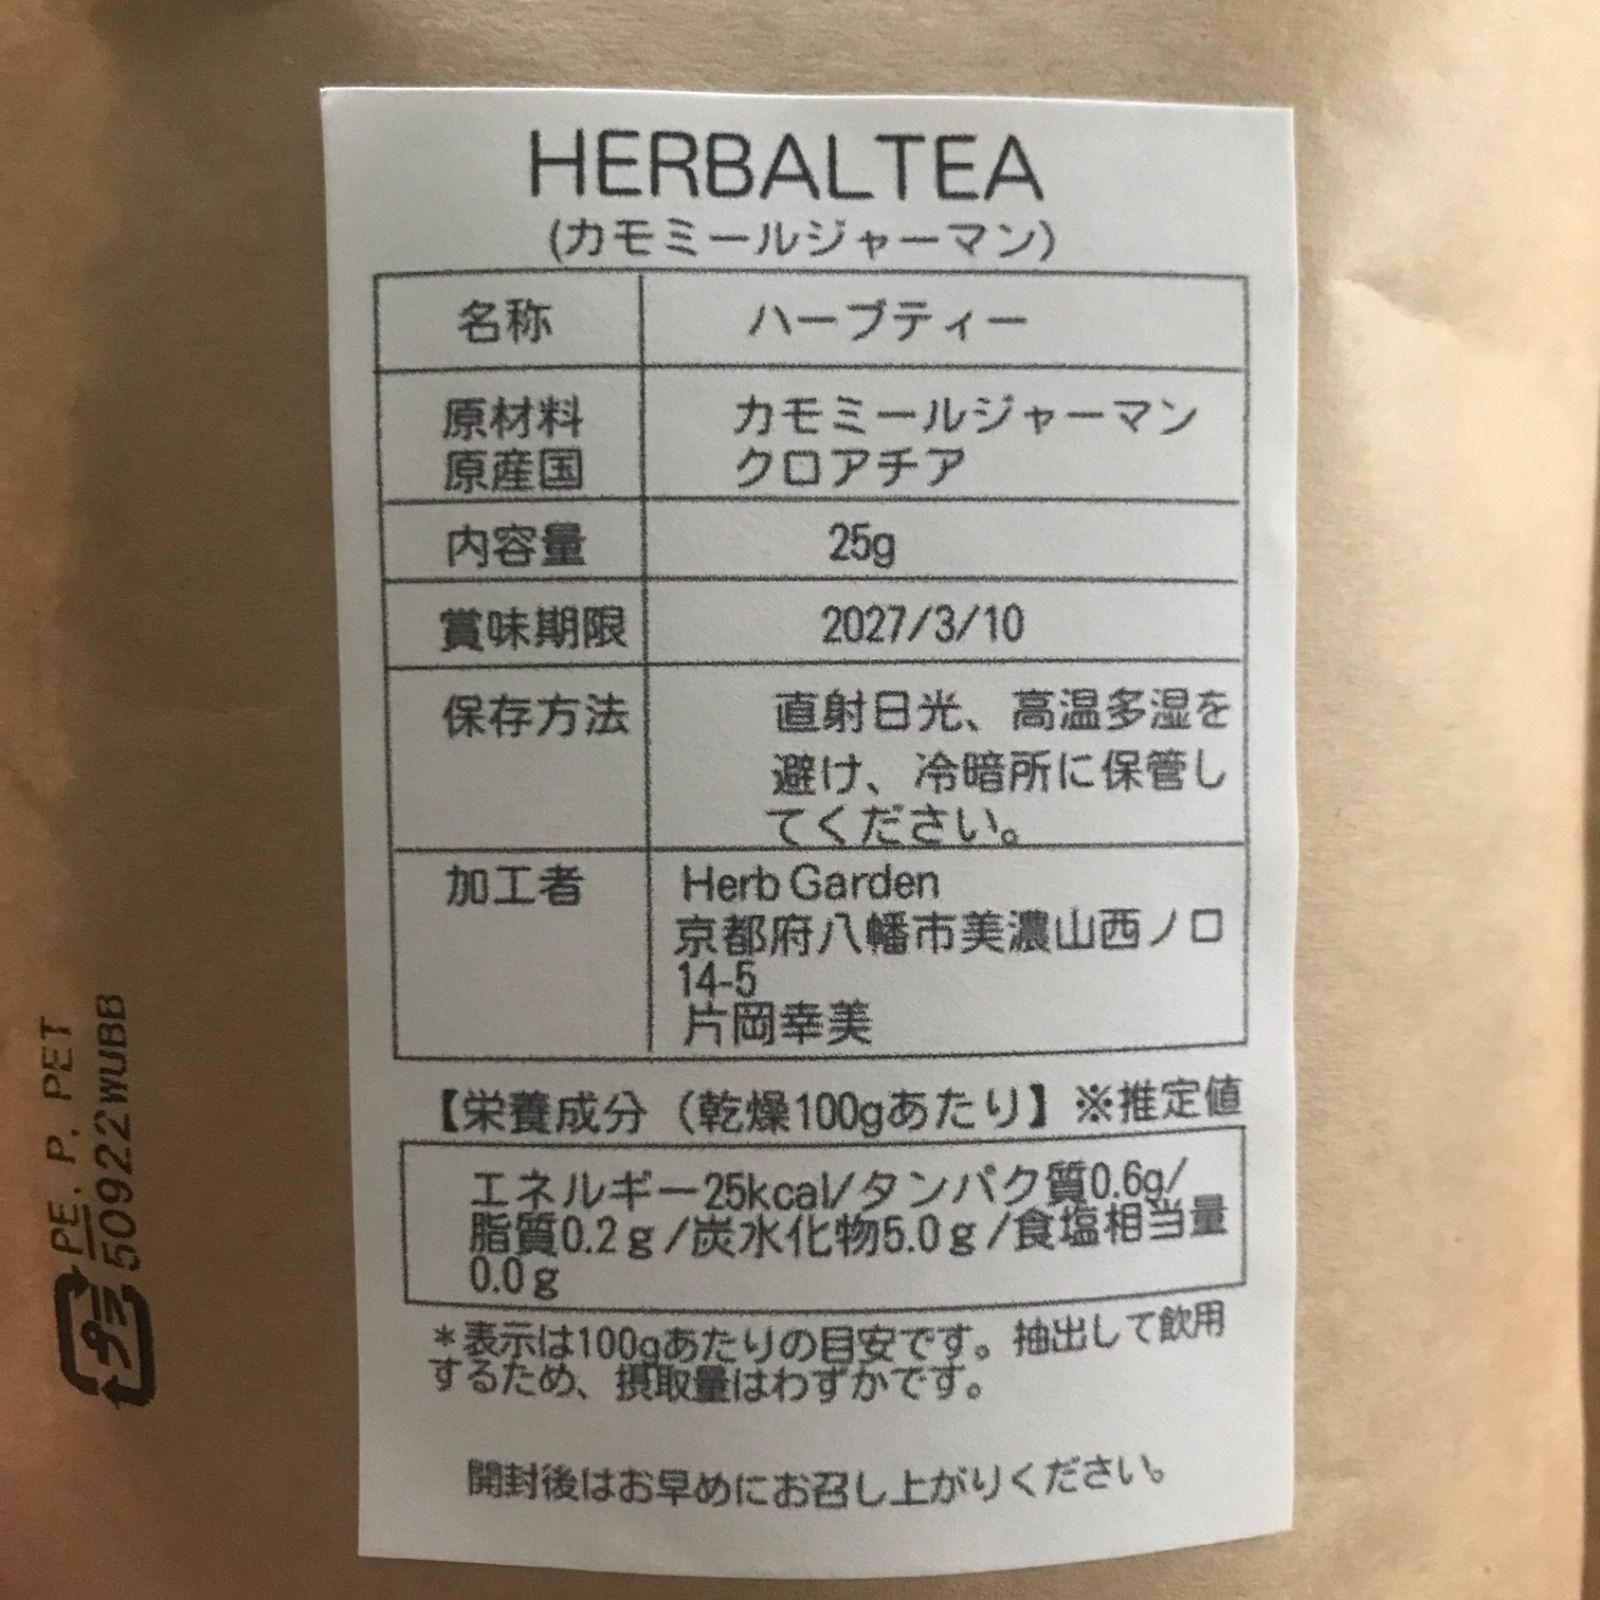 HERBALTEA
(カモミールジャーマン)
名称 ハーブティー
原材料 カモミールジャーマン
原産国 クロアチア
内容量 25g
賞味期限 2027/3/10
保存方法 直射日光、高温多湿を
避け、冷暗所に保管し
てください。
加工者 Herb Garden
京都府八幡市美濃山西ノ口
14-5
片岡幸美
【栄養成分（乾燥100gあたり】※推定値
エネルギー25kcal/タンパク質0.6g/
脂質0.2g/炭水化物5.0g/食塩相当量
0.0g
＊表示は100gあたりの目安です。抽出して飲用
するため、摂取量はわずかです。
開封後はお早めにお召し上がりください。
プラ
PE. P. PET
50922WUBB